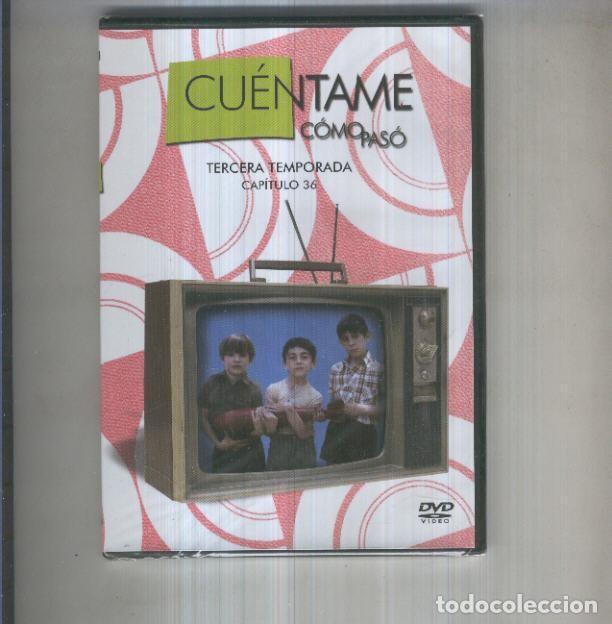 CUÉNTAME
CÓMO PASÓ
TERCERA TEMPORADA
CAPÍTULO 36
DVD
VIDEO
todocoleccion